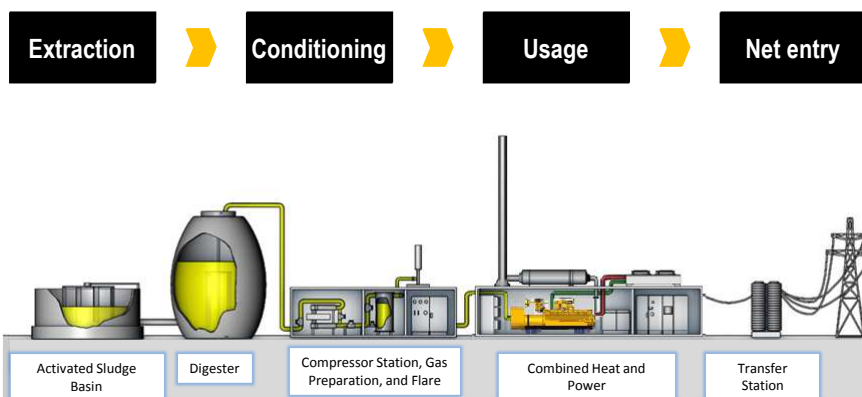 Extraction
Conditioning
Usage
Net entry
Activated Sludge
Basin
Digester
Compressor Station, Gas
Preparation, and Flare
Combined Heat and
Power
Transfer
Station